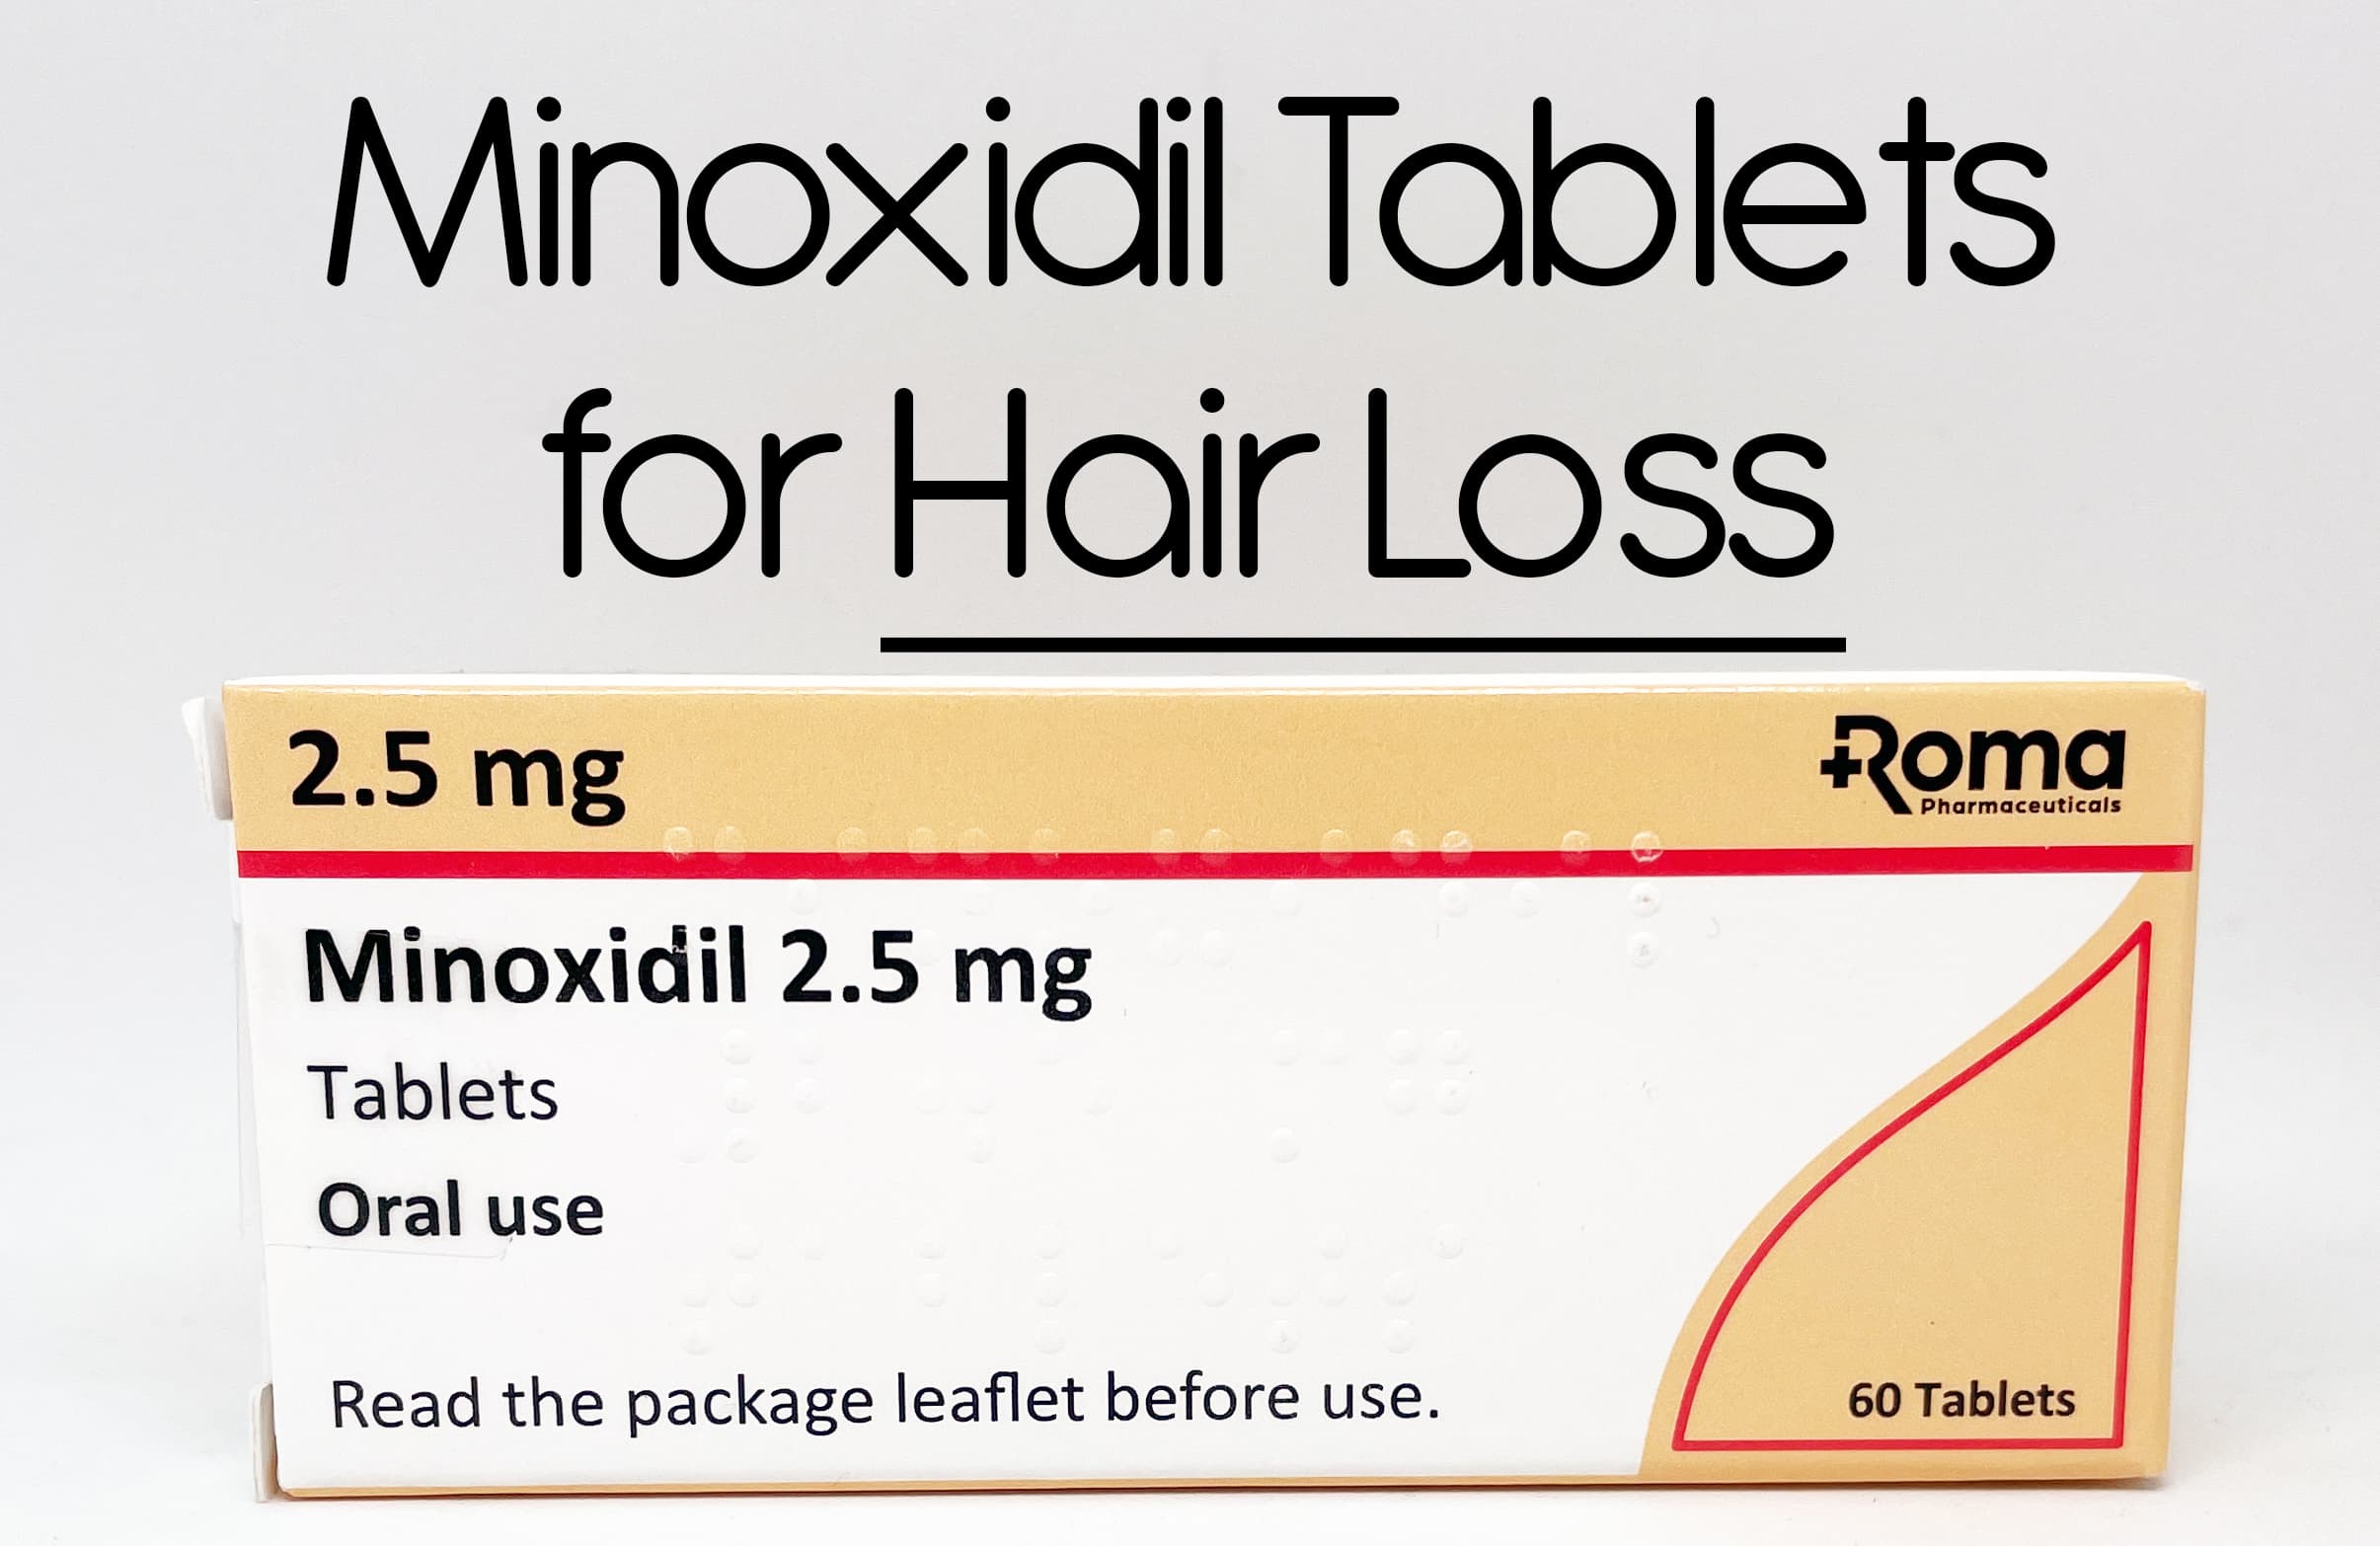 Minoxidil Tablets
for Hair Loss
2.5 mg
Roma
Pharmaceuticals
Minoxidil 2.5 mg
Tablets
Oral use
Read the package leaflet before use.
60 Tablets